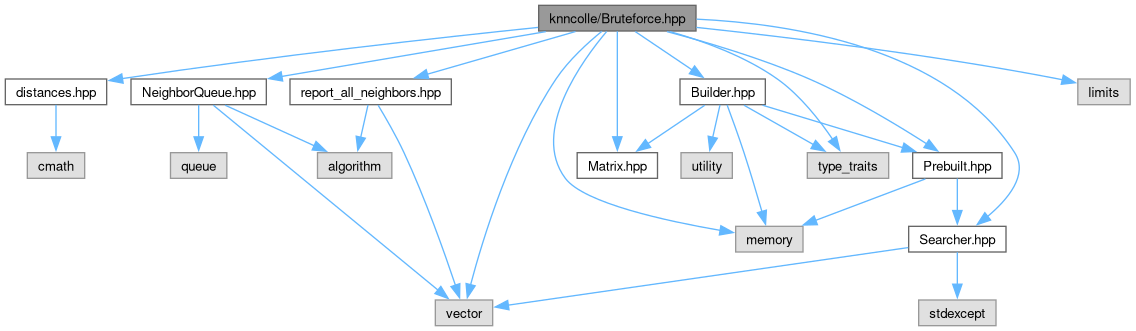 knncolle/Bruteforce.hpp
distances.hpp
NeighborQueue.hpp
report_all_neighbors.hpp
Builder.hpp
limits
cmath
queue
algorithm
Matrix.hpp
utility
type_traits
Prebuilt.hpp
memory
Searcher.hpp
vector
stdexcept